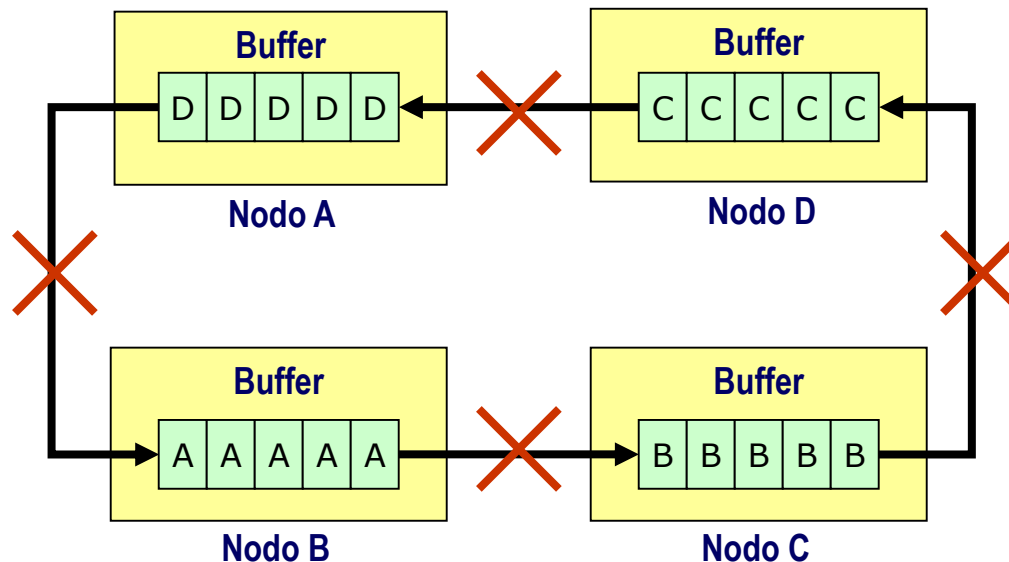 Buffer
D D D D D
Nodo A
Buffer
C C C C C
Nodo D
Buffer
A A A A A
Nodo B
Buffer
B B B B B
Nodo C